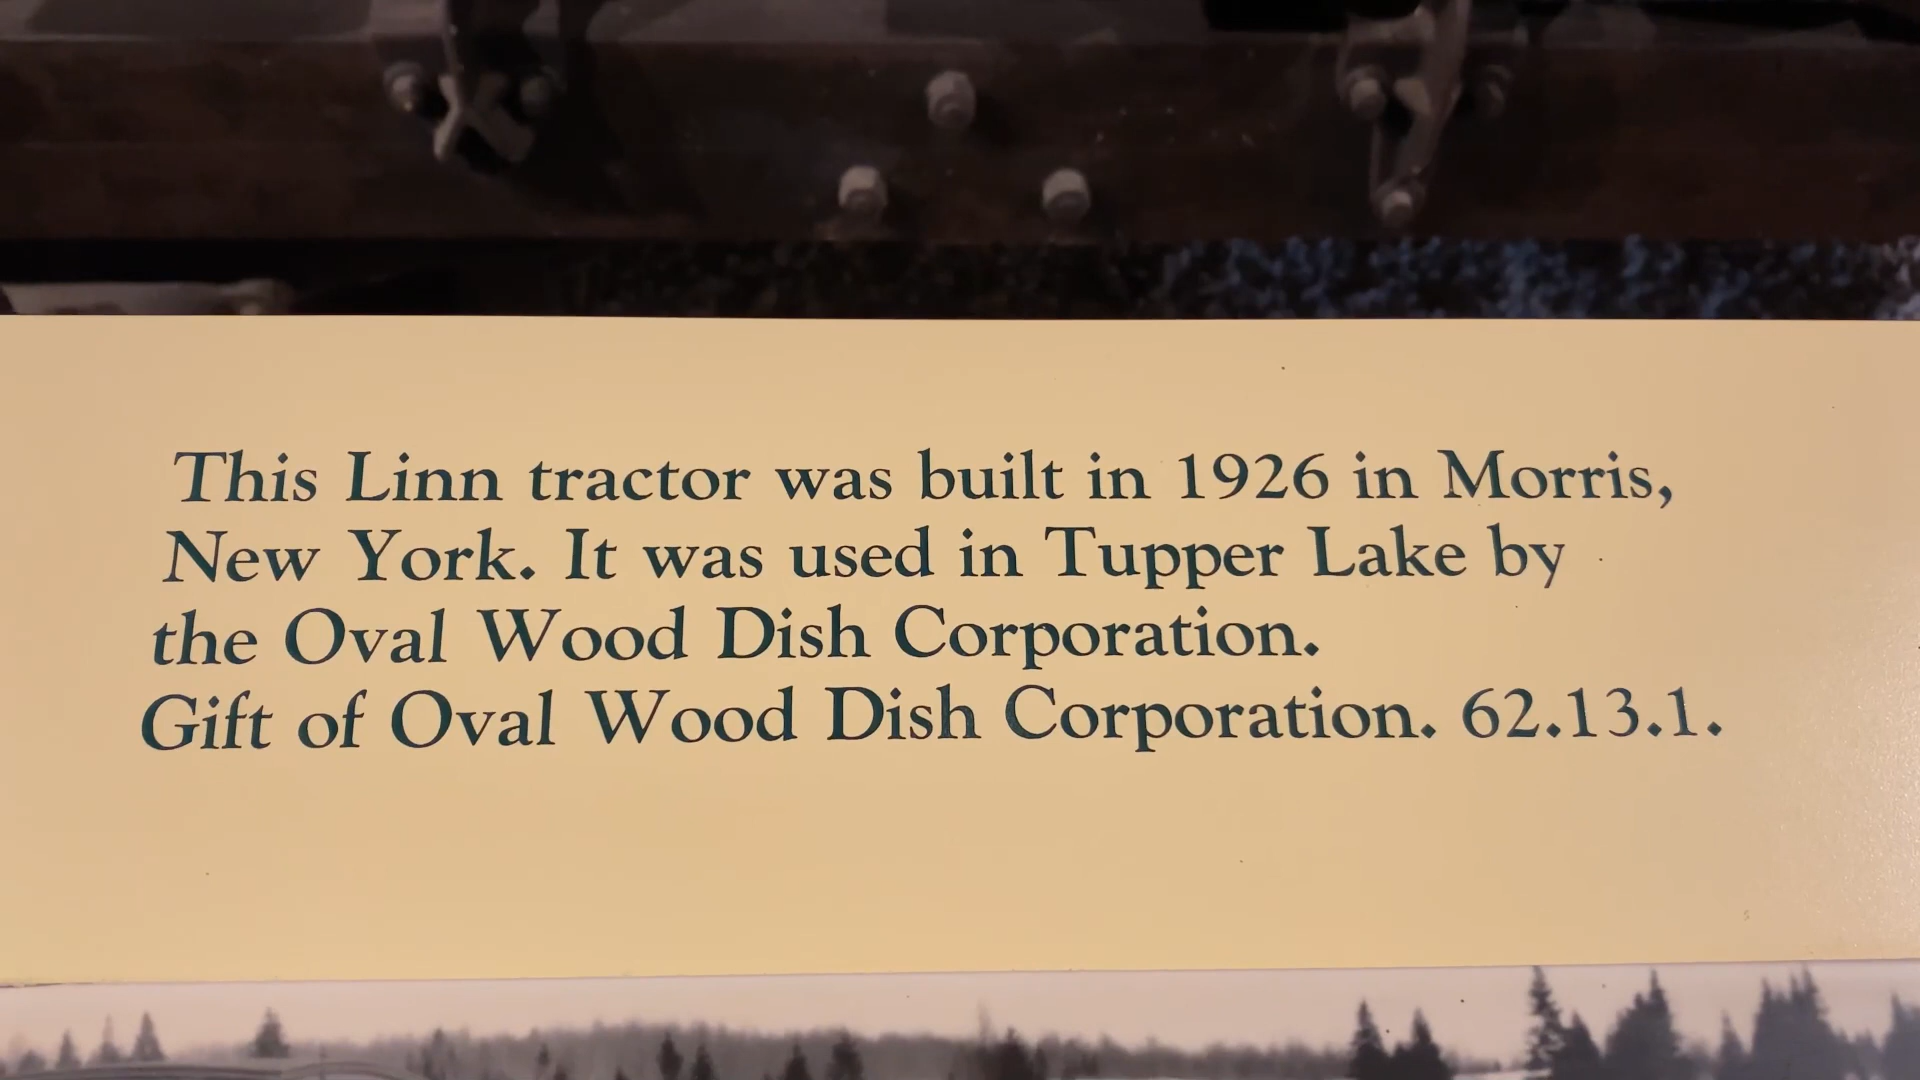 This Linn tractor was built in 1926 in Morris,
New York. It was used in Tupper Lake by
the Oval Wood Dish Corporation.
Gift of Oval Wood Dish Corporation. 62.13.1.